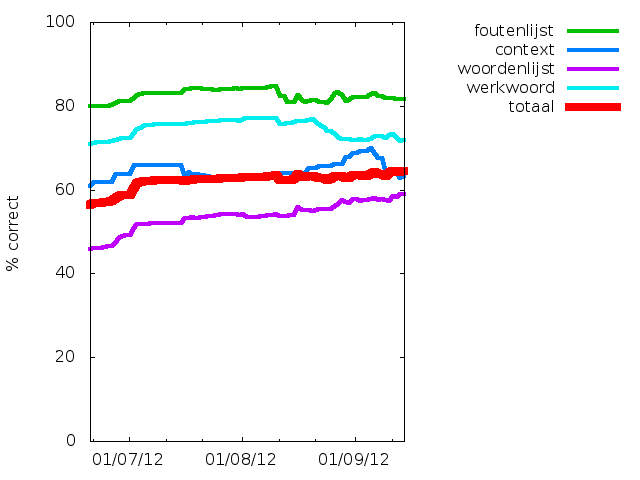 foutenlijst
context
woordenlijst
werkwoord
totaal
% correct
100
80
60
40
20
0
01/07/12 01/08/12 01/09/12